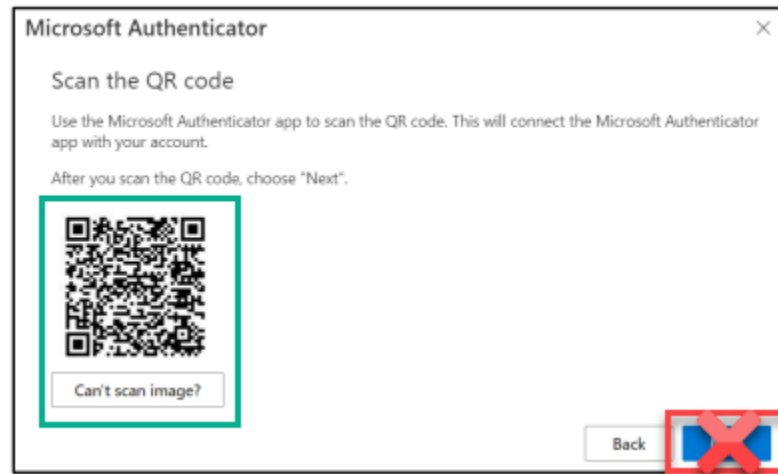 Microsoft Authenticator
Scan the QR code
Use the Microsoft Authenticator app to scan the QR code. This will connect the Microsoft Authenticator
app with your account.
After you scan the QR code, choose "Next".
Can't scan image?
Back